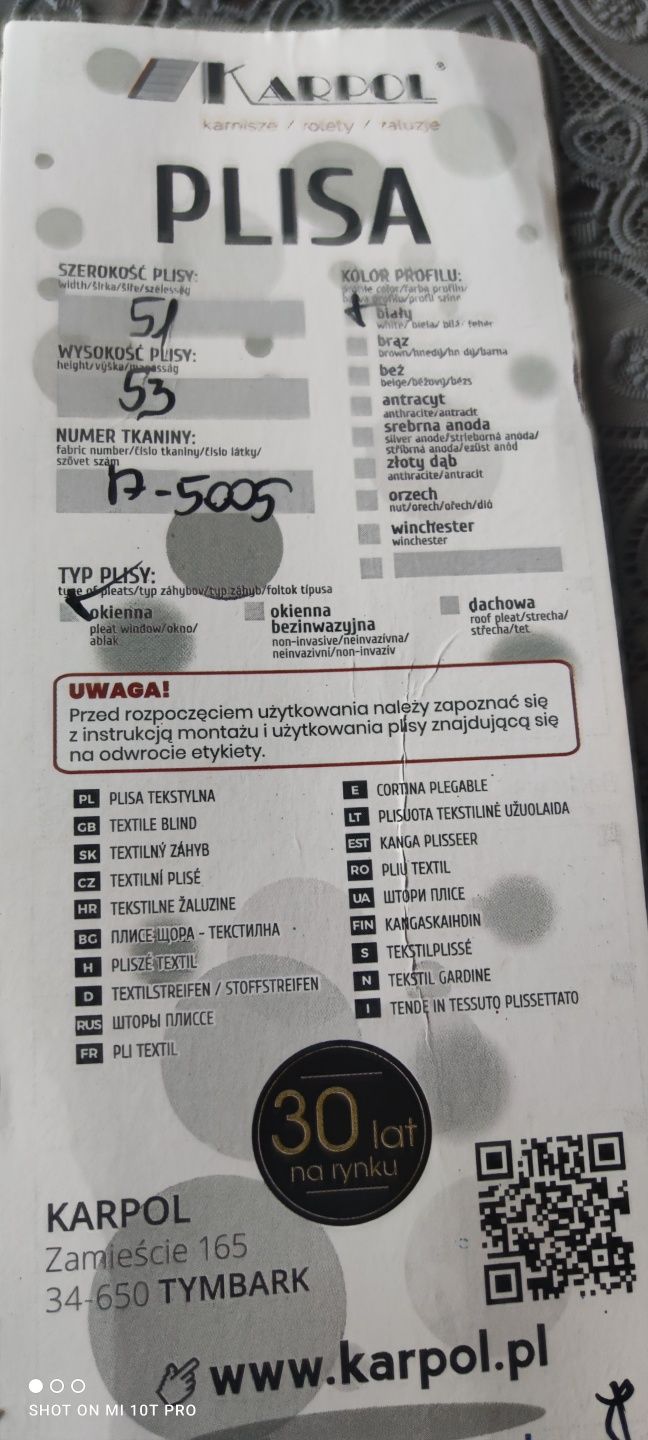 KARPOL®
karnisze / rolety / żaluzje
PLISA
SZEROKOŚĆ PLISY:
width/šírka/šíře/szélesség
51
WYSOKOŚĆ PLISY:
height/výška/magasság
53
NUMER TKANINY:
fabric number/číslo tkaniny/číslo látky/
szövet szám
17-5005
KOLOR PROFILU:
biały
white/biela/bílá/fehér
brąz
brown/hnedý/hn dý/barna
beż
beige/béžový/bézs
antracyt
anthracite/antracit
srebrna anoda
silver anode/strieborná anóda/
stříbrná anoda/ezüst anód
złoty dąb
anthracite/antracit
orzech
nut/orech/ořech/dió
winchester
winchester
TYP PLISY:
type of pleats/typ záhybov/typ záhyb/foltok típusa
okienna
pleat window/okno/
ablak
okienna
bezinwazyjna
non-invasive/neinvazívna/
neinvazivní/non-invazív
dachowa
roof pleat/strecha/
střecha/tet
UWAGA!
Przed rozpoczęciem użytkowania należy zapoznać się
z instrukcją montażu i użytkowania plisy znajdującą się
na odwrocie etykiety.
PL PLISA TEKSTYLNA
GB TEXTILE BLIND
SK TEXTILNÝ ZÁHYB
CZ TEXTILNÍ PLISÉ
HR TEKSTILNE ŽALUZINE
BG ПЛИСЕ-ЩОРА - ТЕКСТИЛНА
H PLISZÉ TEXTIL
D TEXTILSTREIFEN / STOFFSTREIFEN
RUS ШТОРЫ ПЛИССЕ
FR PLI TEXTIL
E CORTINA PLEGABLE
LT PLISUOTA TEKSTILINĖ UŽUOLAIDA
EST KANGA PLISSEER
RO PLIU TEXTIL
UA ШТОРИ ПЛІСЕ
FIN KANGASKAIHDIN
S TEKSTILPLISSÉ
N TEKSTIL GARDINE
I TENDE IN TESSUTO PLISSETTATO
30 lat
na rynku
KARPOL
Zamieście 165
34-650 TYMBARK
www.karpol.pl
SHOT ON MI 10T PRO